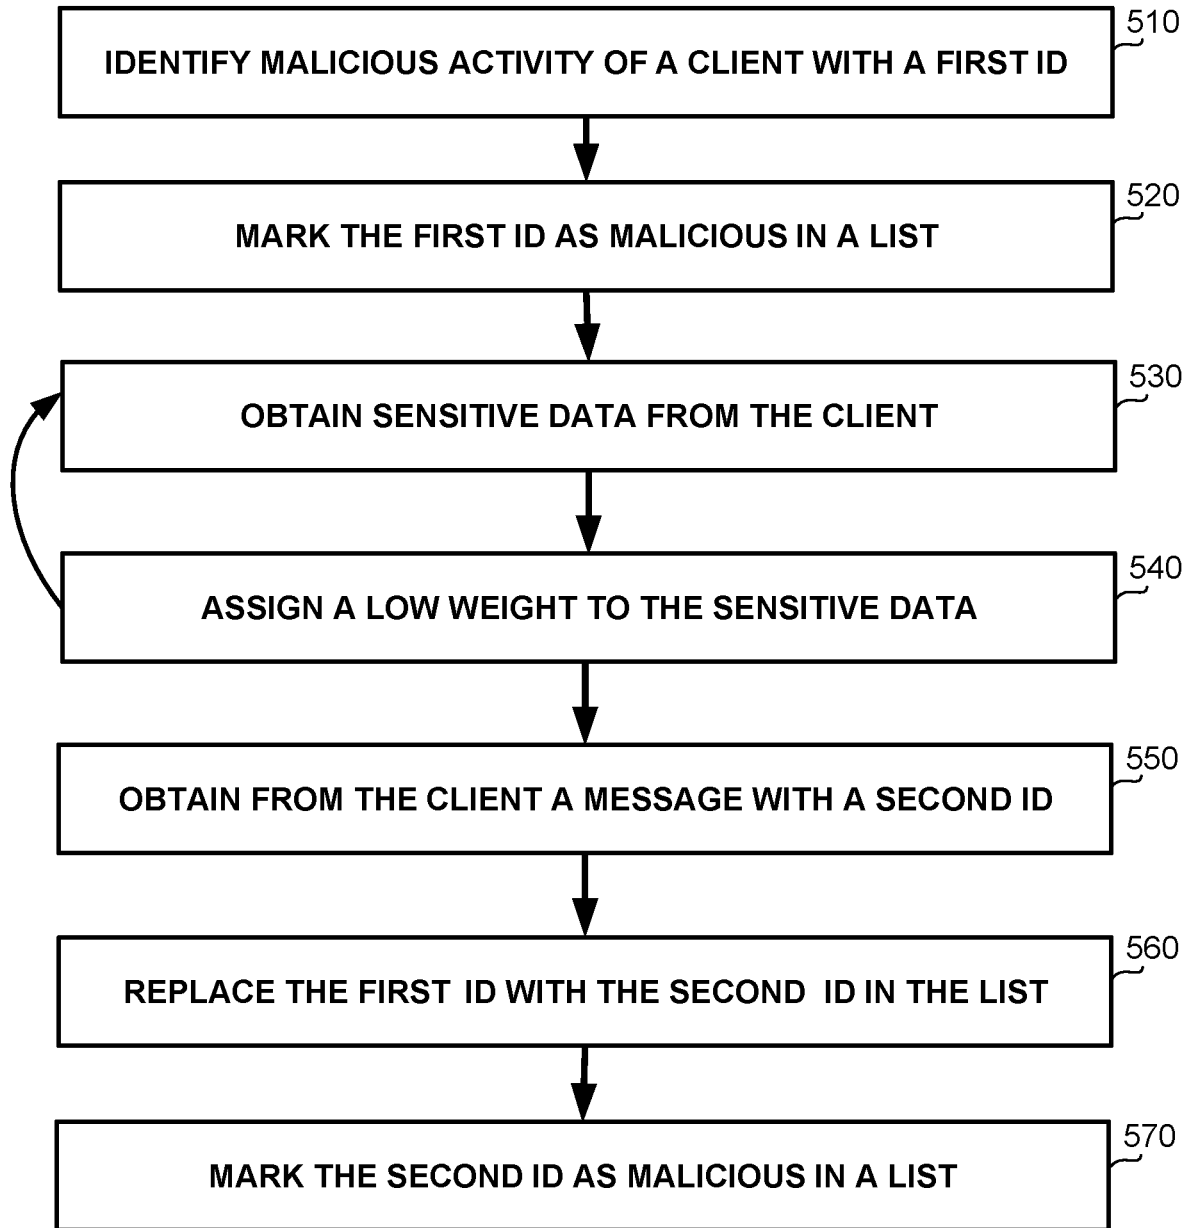 510
IDENTIFY MALICIOUS ACTIVITY OF A CLIENT WITH A FIRST ID
520
MARK THE FIRST ID AS MALICIOUS IN A LIST
530
OBTAIN SENSITIVE DATA FROM THE CLIENT
540
ASSIGN A LOW WEIGHT TO THE SENSITIVE DATA
550
OBTAIN FROM THE CLIENT A MESSAGE WITH A SECOND ID
560
REPLACE THE FIRST ID WITH THE SECOND ID IN THE LIST
570
MARK THE SECOND ID AS MALICIOUS IN A LIST